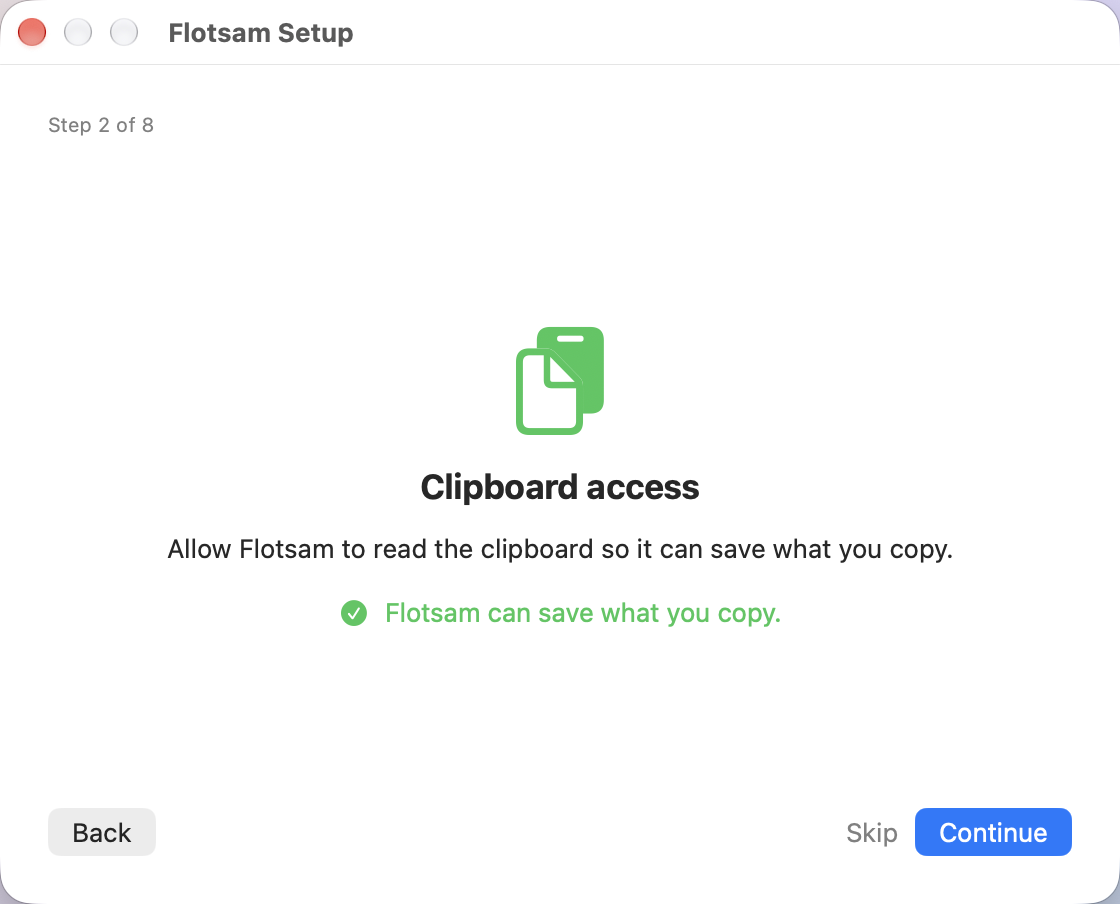 Flotsam Setup
Step 2 of 8
Clipboard access
Allow Flotsam to read the clipboard so it can save what you copy.
Flotsam can save what you copy.
Back
Skip
Continue